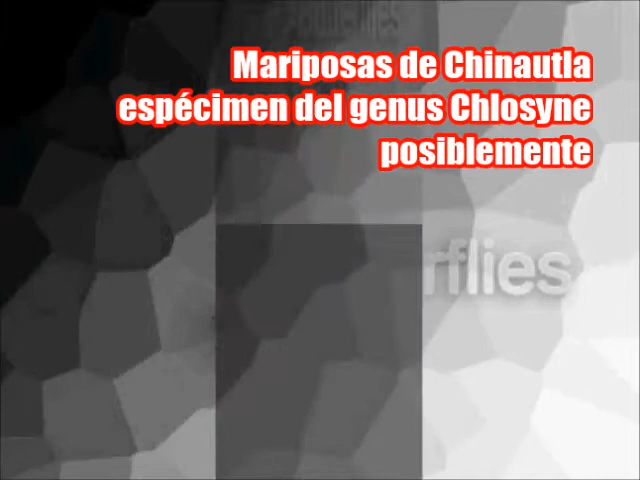 Mariposas de Chinautla
espécimen del genus Chlosyne
posiblemente
rflies